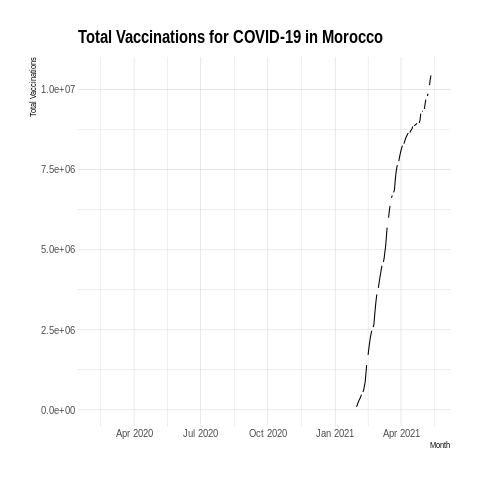 Total Vaccinations for COVID-19 in Morocco
Total Vaccinations
1.0e+07
7.5e+06
5.0e+06
2.5e+06
0.0e+00
Apr 2020 Jul 2020 Oct 2020 Jan 2021 Apr 2021
Month